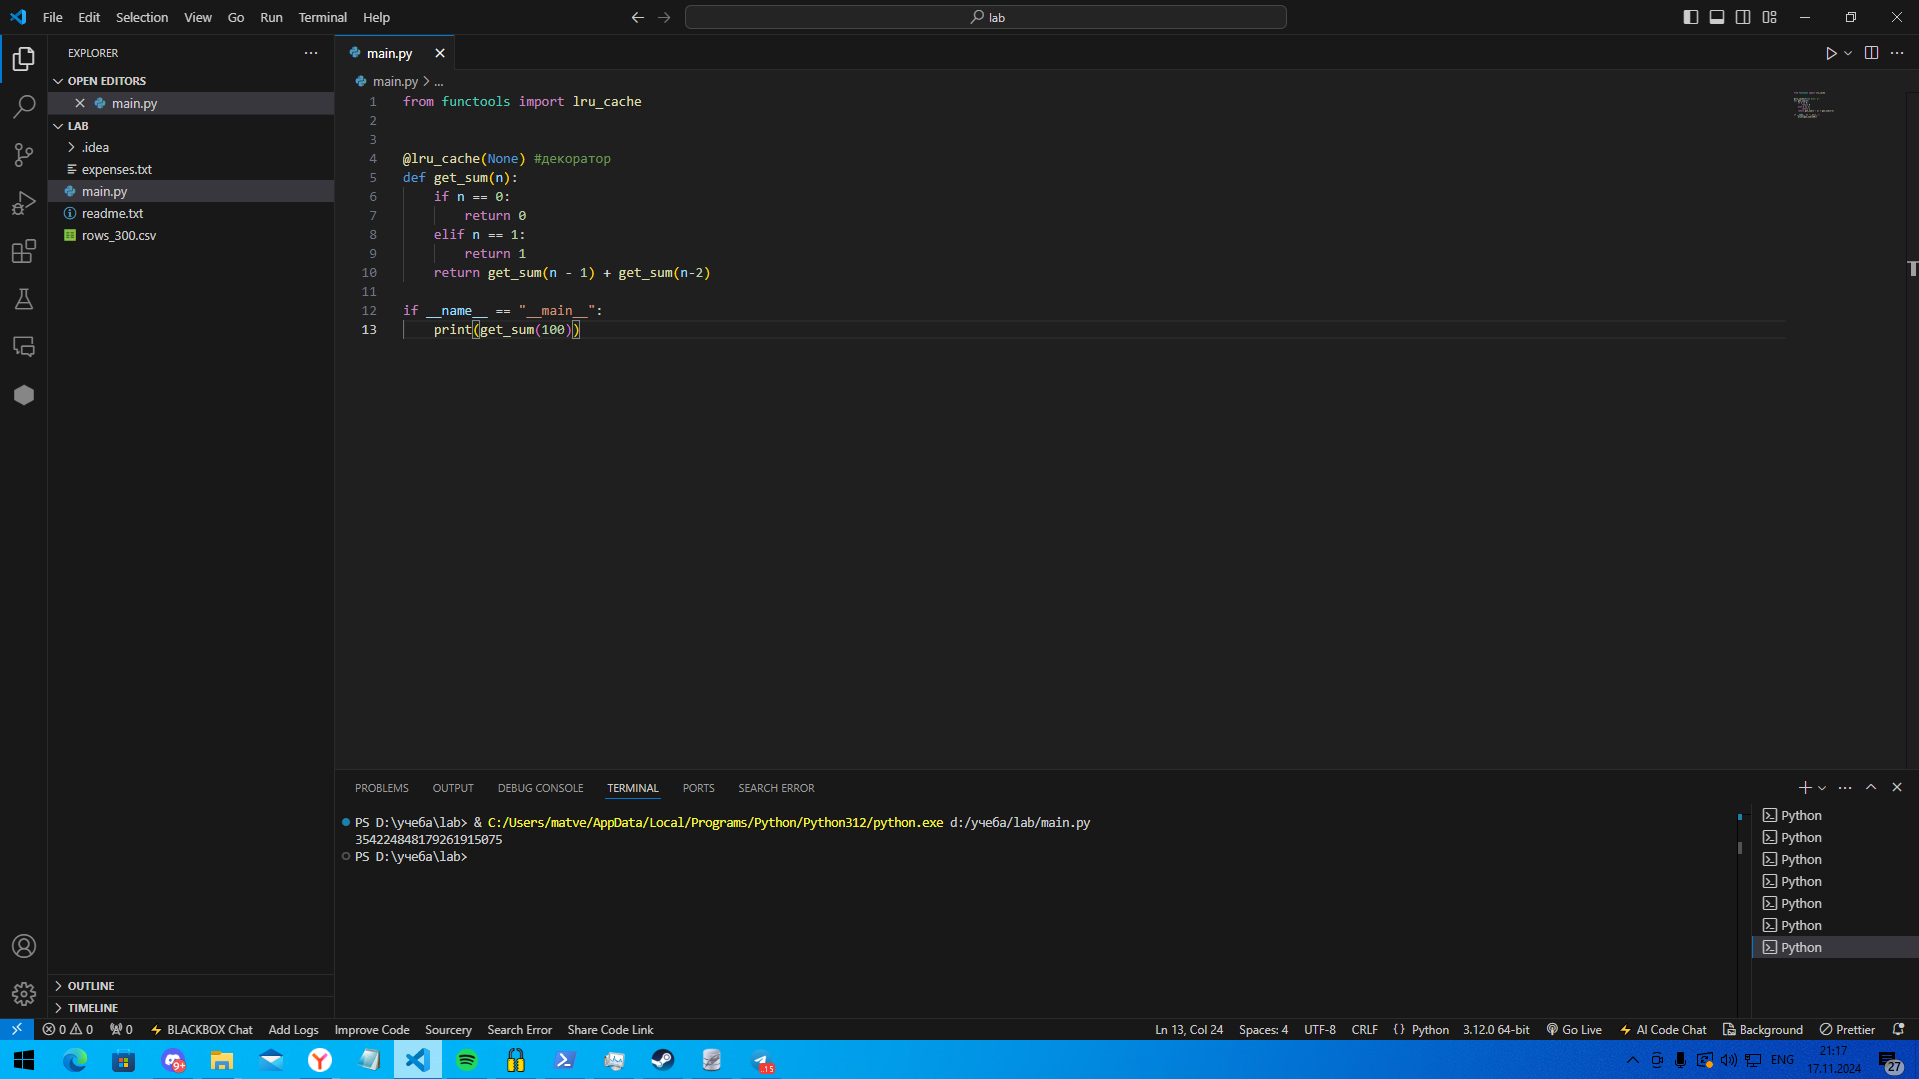 File Edit Selection View Go Run Terminal Help
lab
EXPLORER
OPEN EDITORS
main.py
LAB
.idea
expenses.txt
main.py
readme.txt
rows_300.csv
OUTLINE
TIMELINE
main.py
main.py > ...
1 from functools import lru_cache
2
3
4 @lru_cache(None) #декоратор
5 def get_sum(n):
6 if n == 0:
7 return 0
8 elif n == 1:
9 return 1
10 return get_sum(n - 1) + get_sum(n-2)
11
12 if __name__ == "__main__":
13 print(get_sum(100))
PROBLEMS OUTPUT DEBUG CONSOLE TERMINAL PORTS SEARCH ERROR
PS D:\учеба\lab> & C:/Users/matve/AppData/Local/Programs/Python/Python312/python.exe d:/учеба/lab/main.py
354224848179261915075
PS D:\учеба\lab>
Python
Python
Python
Python
Python
Python
Python
0 0 0 BLACKBOX Chat Add Logs Improve Code Sourcery Search Error Share Code Link Ln 13, Col 24 Spaces: 4 UTF-8 CRLF {} Python 3.12.0 64-bit Go Live AI Code Chat Background Prettier
9+
15
ENG
21:17
17.11.2024
27